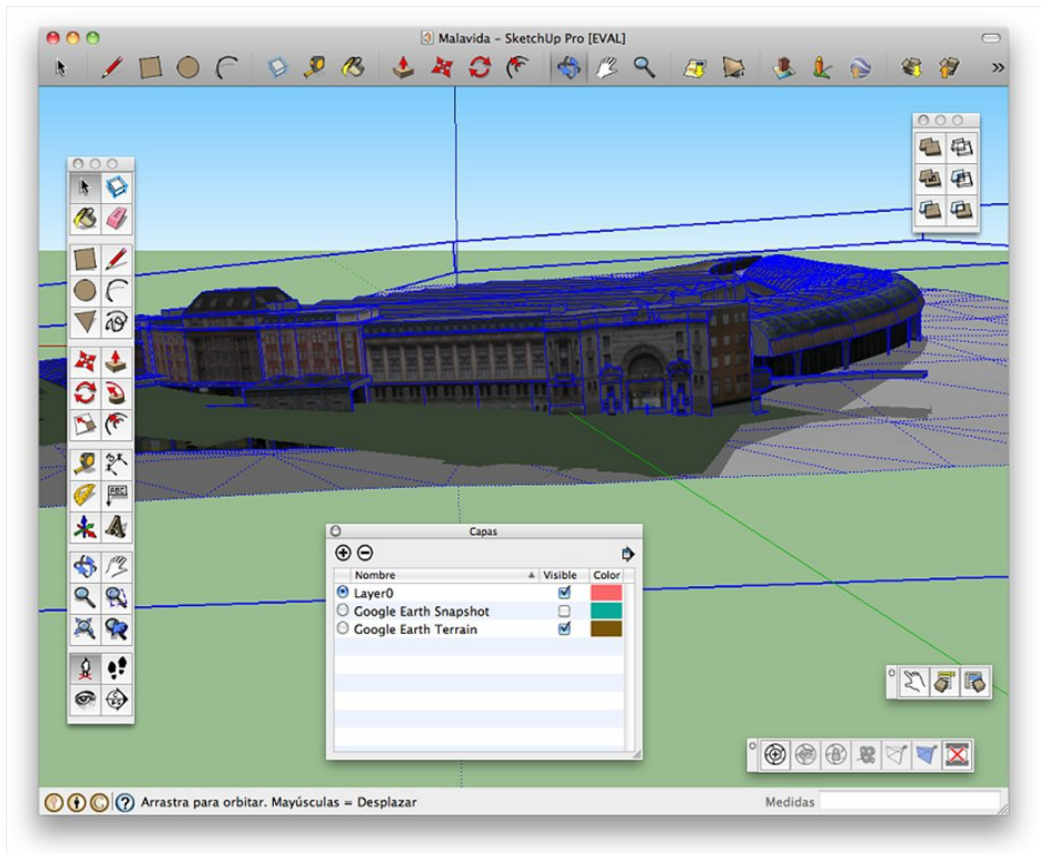 Malavida – SketchUp Pro [EVAL]
ABC
Capas
Nombre Visible Color
Layer0
Google Earth Snapshot
Google Earth Terrain
Arrastra para orbitar. Mayúsculas = Desplazar
Medidas